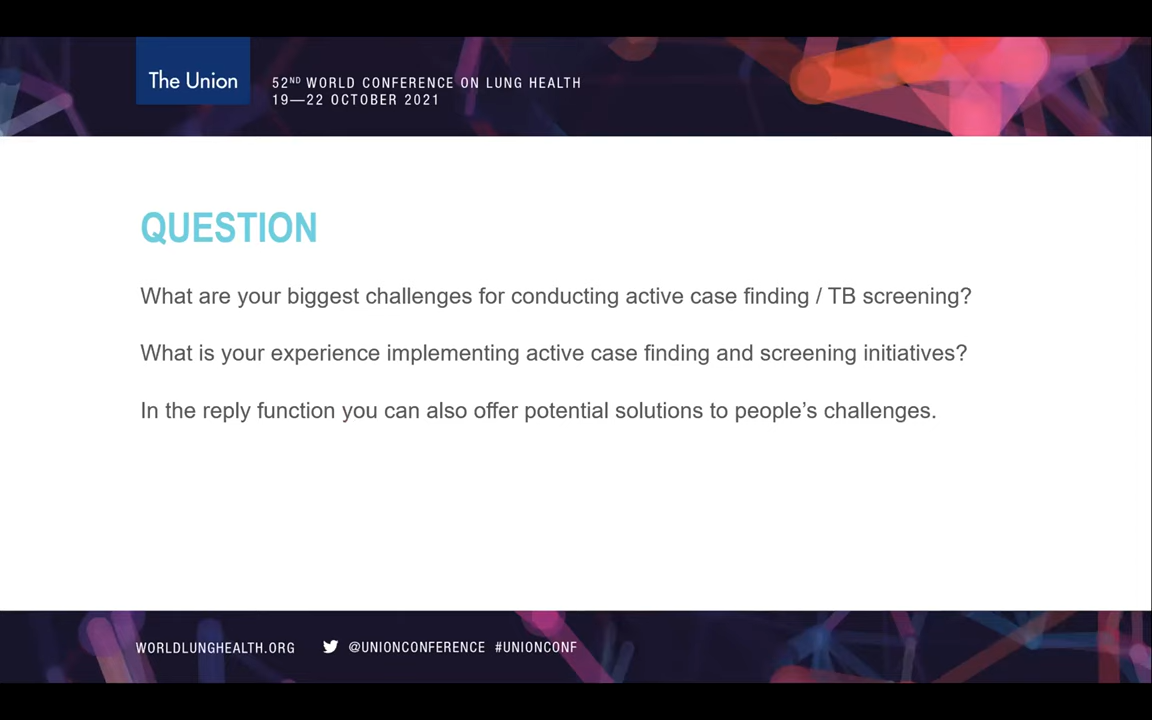 The Union
52ND WORLD CONFERENCE ON LUNG HEALTH
19—22 OCTOBER 2021
QUESTION
What are your biggest challenges for conducting active case finding / TB screening?
What is your experience implementing active case finding and screening initiatives?
In the reply function you can also offer potential solutions to people’s challenges.
WORLDLUNGHEALTH.ORG @UNIONCONFERENCE #UNIONCONF